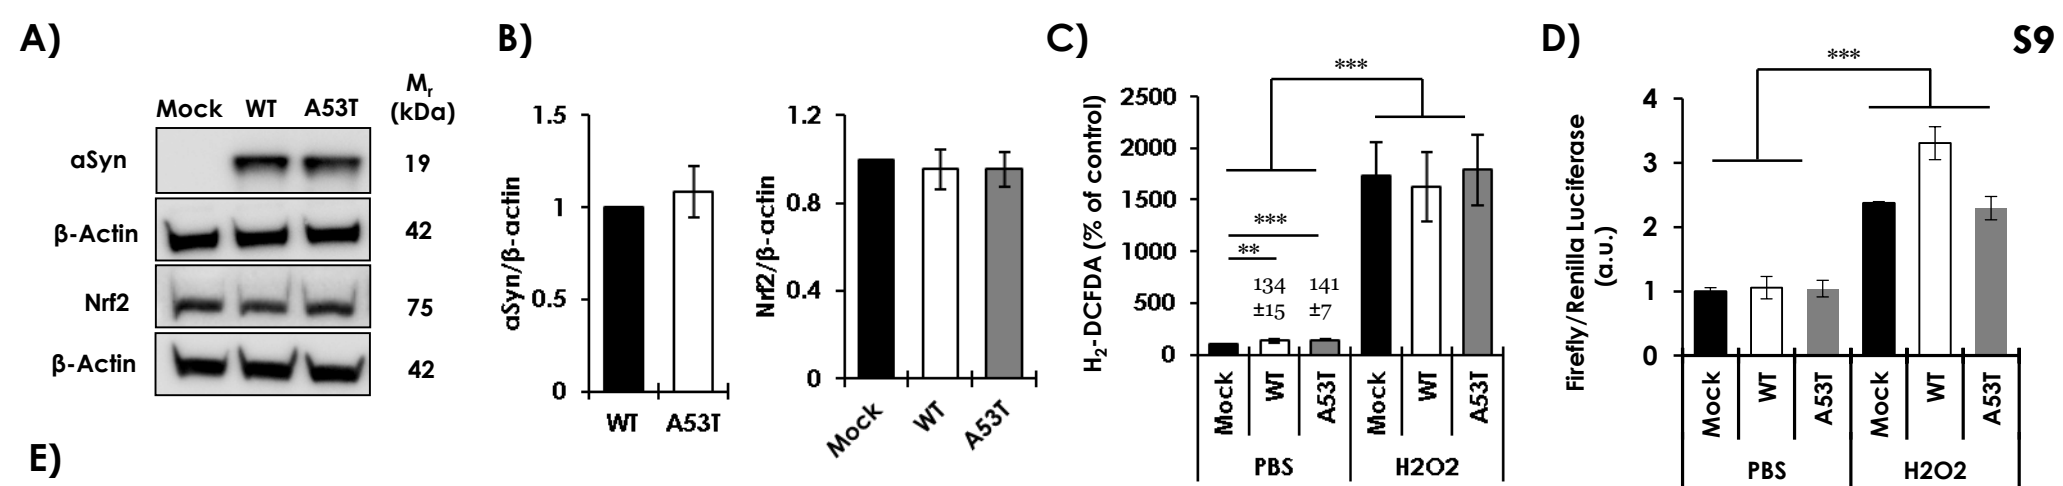 A)
Mock WT A53T
Mr
(kDa)
aSyn
19
β-Actin
42
Nrf2
75
β-Actin
42
B)
aSyn/β-actin
1.5
1
0.5
0
WT A53T
Nrf2/β-actin
1.2
0.8
0.4
0
Mock WT A53T
C)
H2-DCFDA (% of control)
2500
2000
1500
1000
500
0
***
***
**
134
±15
141
±7
Mock WT A53T Mock WT A53T
PBS H2O2
D)
S9
Firefly/Renilla Luciferase
(a.u.)
4
3
2
1
0
***
Mock WT A53T Mock WT A53T
PBS H2O2
E)